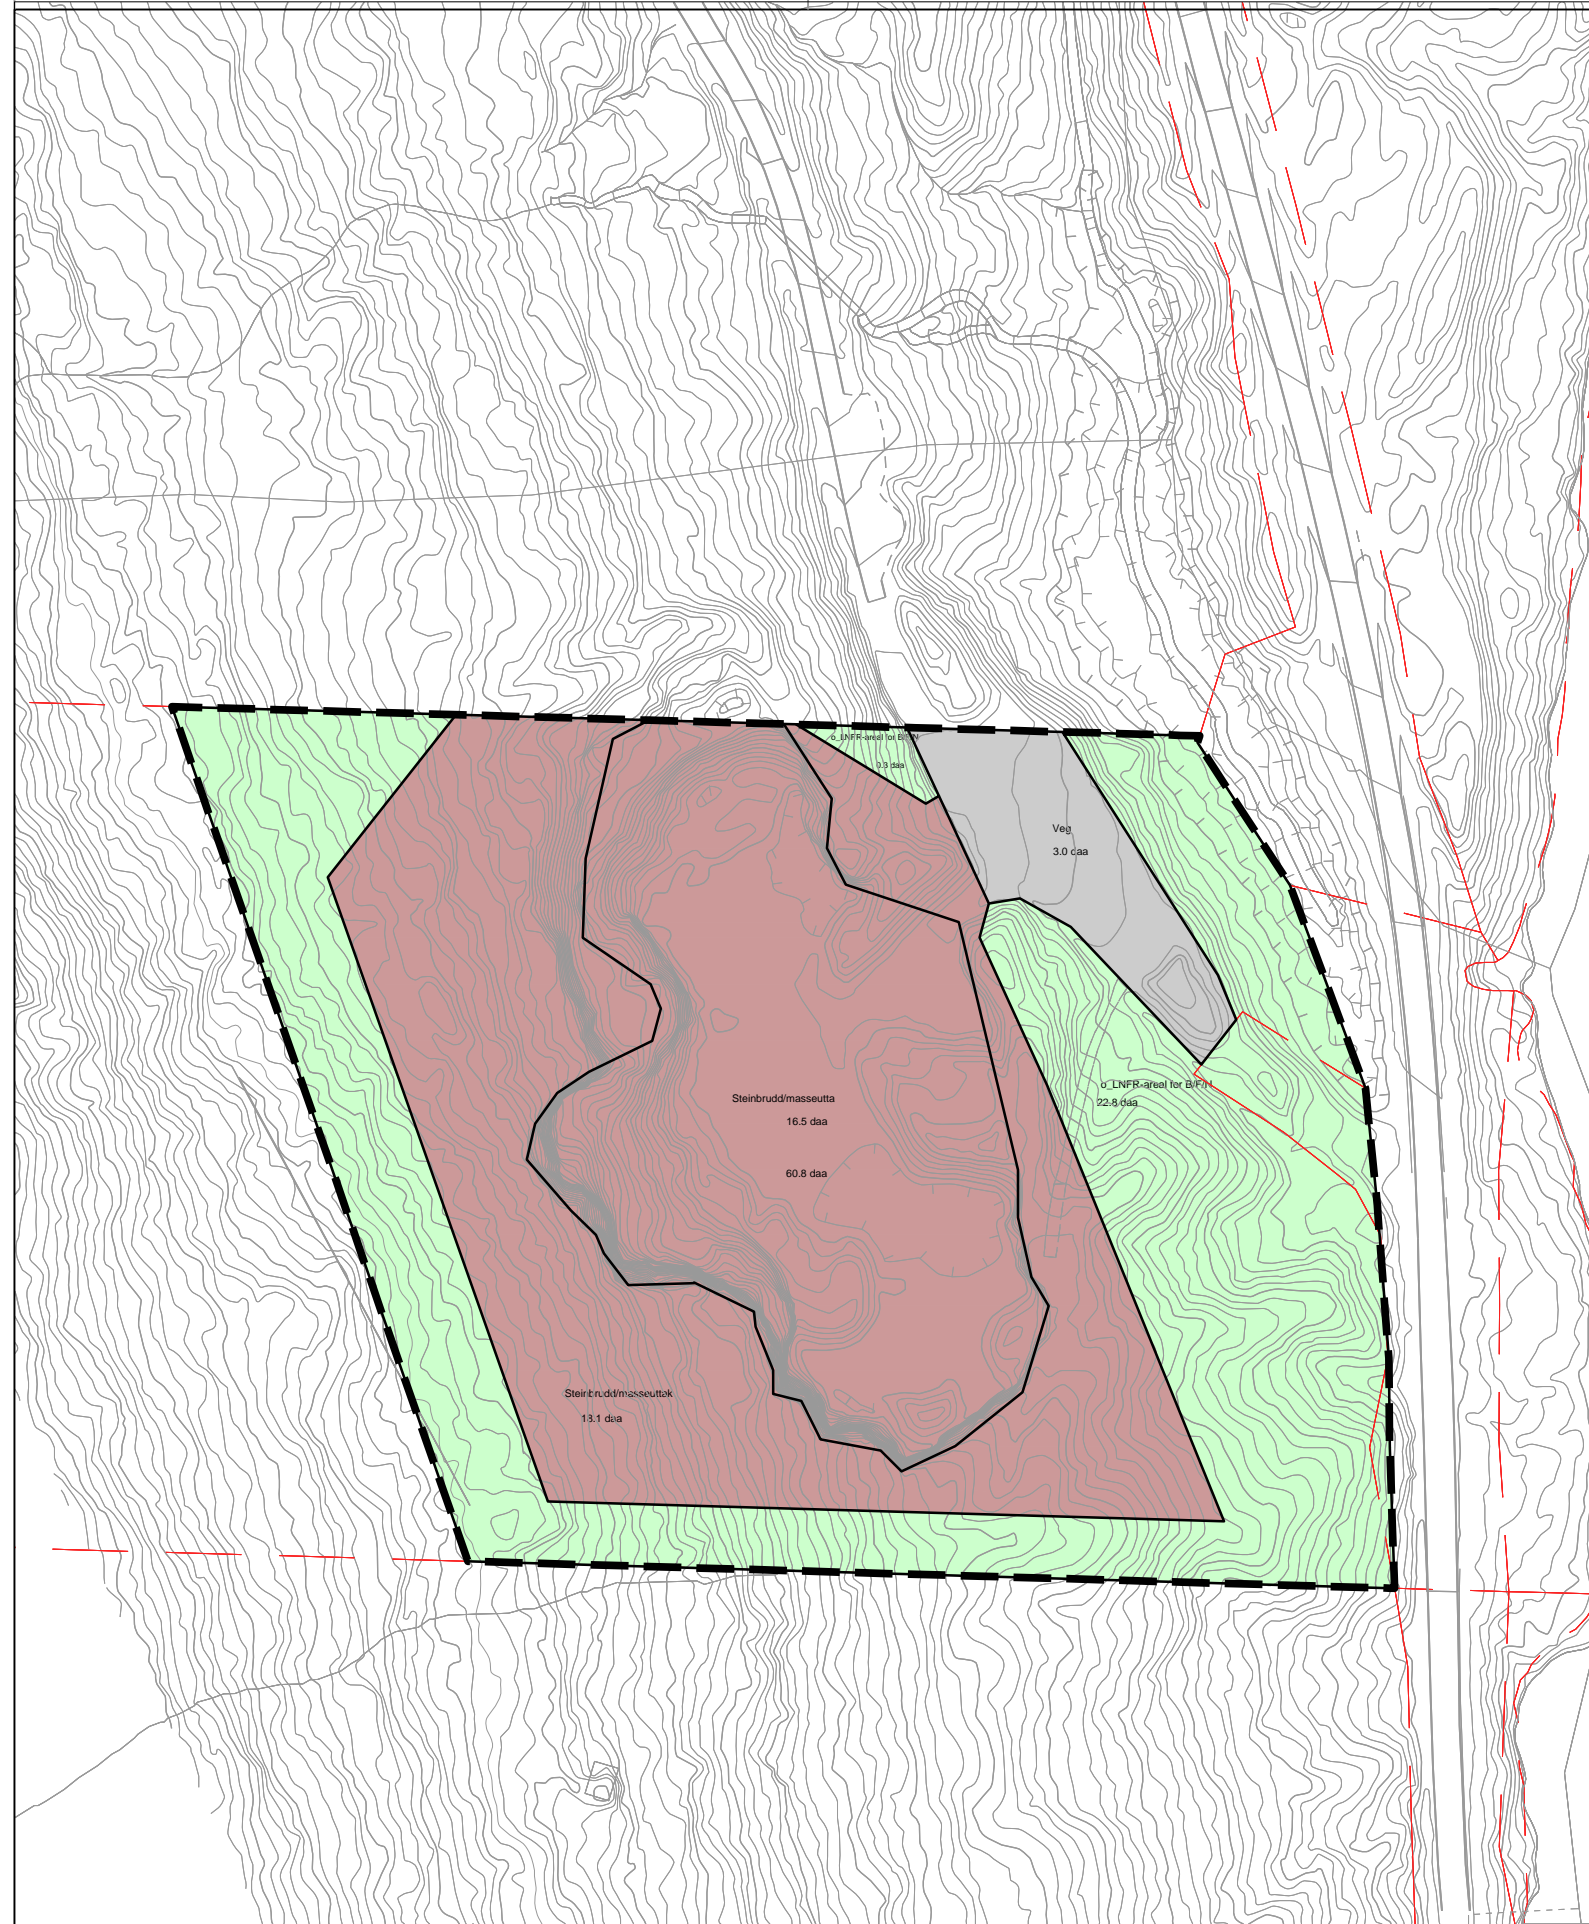 o_LNFR-areal for B/F/N
0.3 daa
Veg
3.0 daa
o_LNFR-areal for B/F/N
22.8 daa
Steinbrudd/masseutta
16.5 daa
60.8 daa
Steinbrudd/masseuttak
18.1 daa